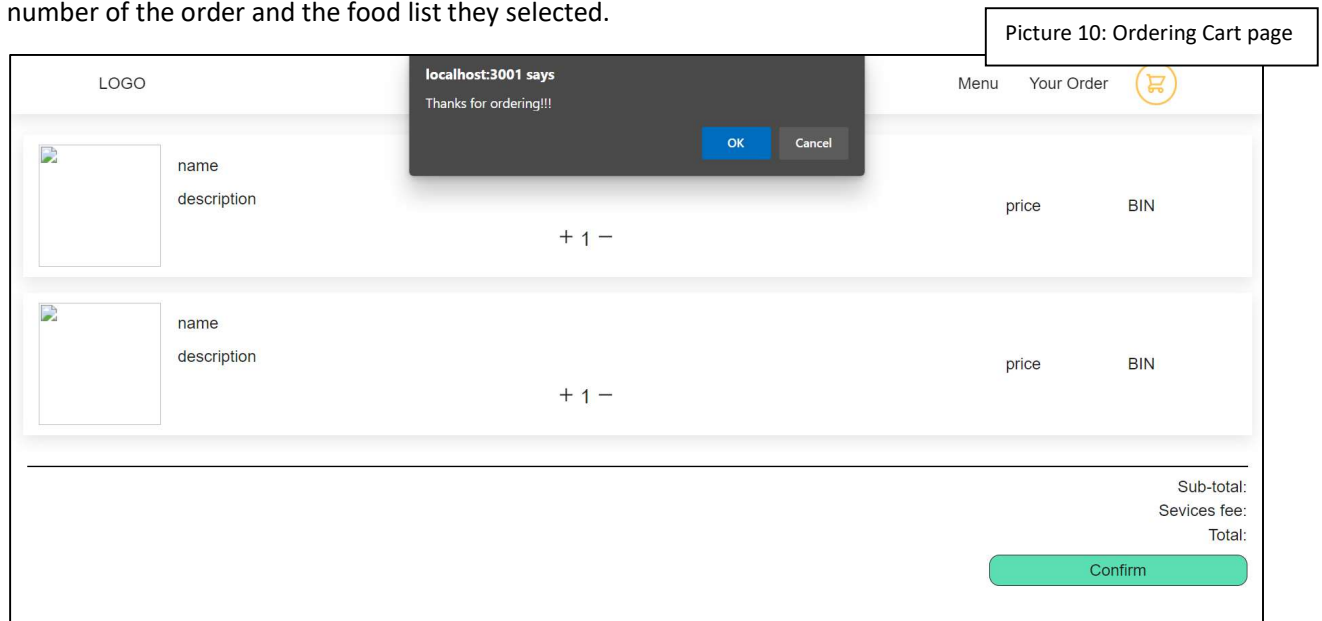 number of the order and the food list they selected.
Picture 10: Ordering Cart page
LOGO
localhost:3001 says
Thanks for ordering!!!
OK Cancel
Menu Your Order
name
description
+ 1 −
price BIN
name
description
+ 1 −
price BIN
Sub-total:
Sevices fee:
Total:
Confirm